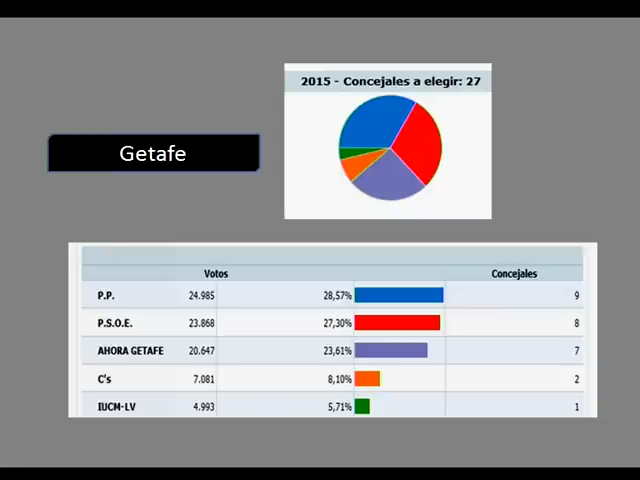 2015 - Concejales a elegir: 27
Getafe
Votos Concejales
P.P. 24.985 28,57% 9
P.S.O.E. 23.868 27,30% 8
AHORA GETAFE 20.647 23,61% 7
C's 7.081 8,10% 2
IUCM-LV 4.993 5,71% 1